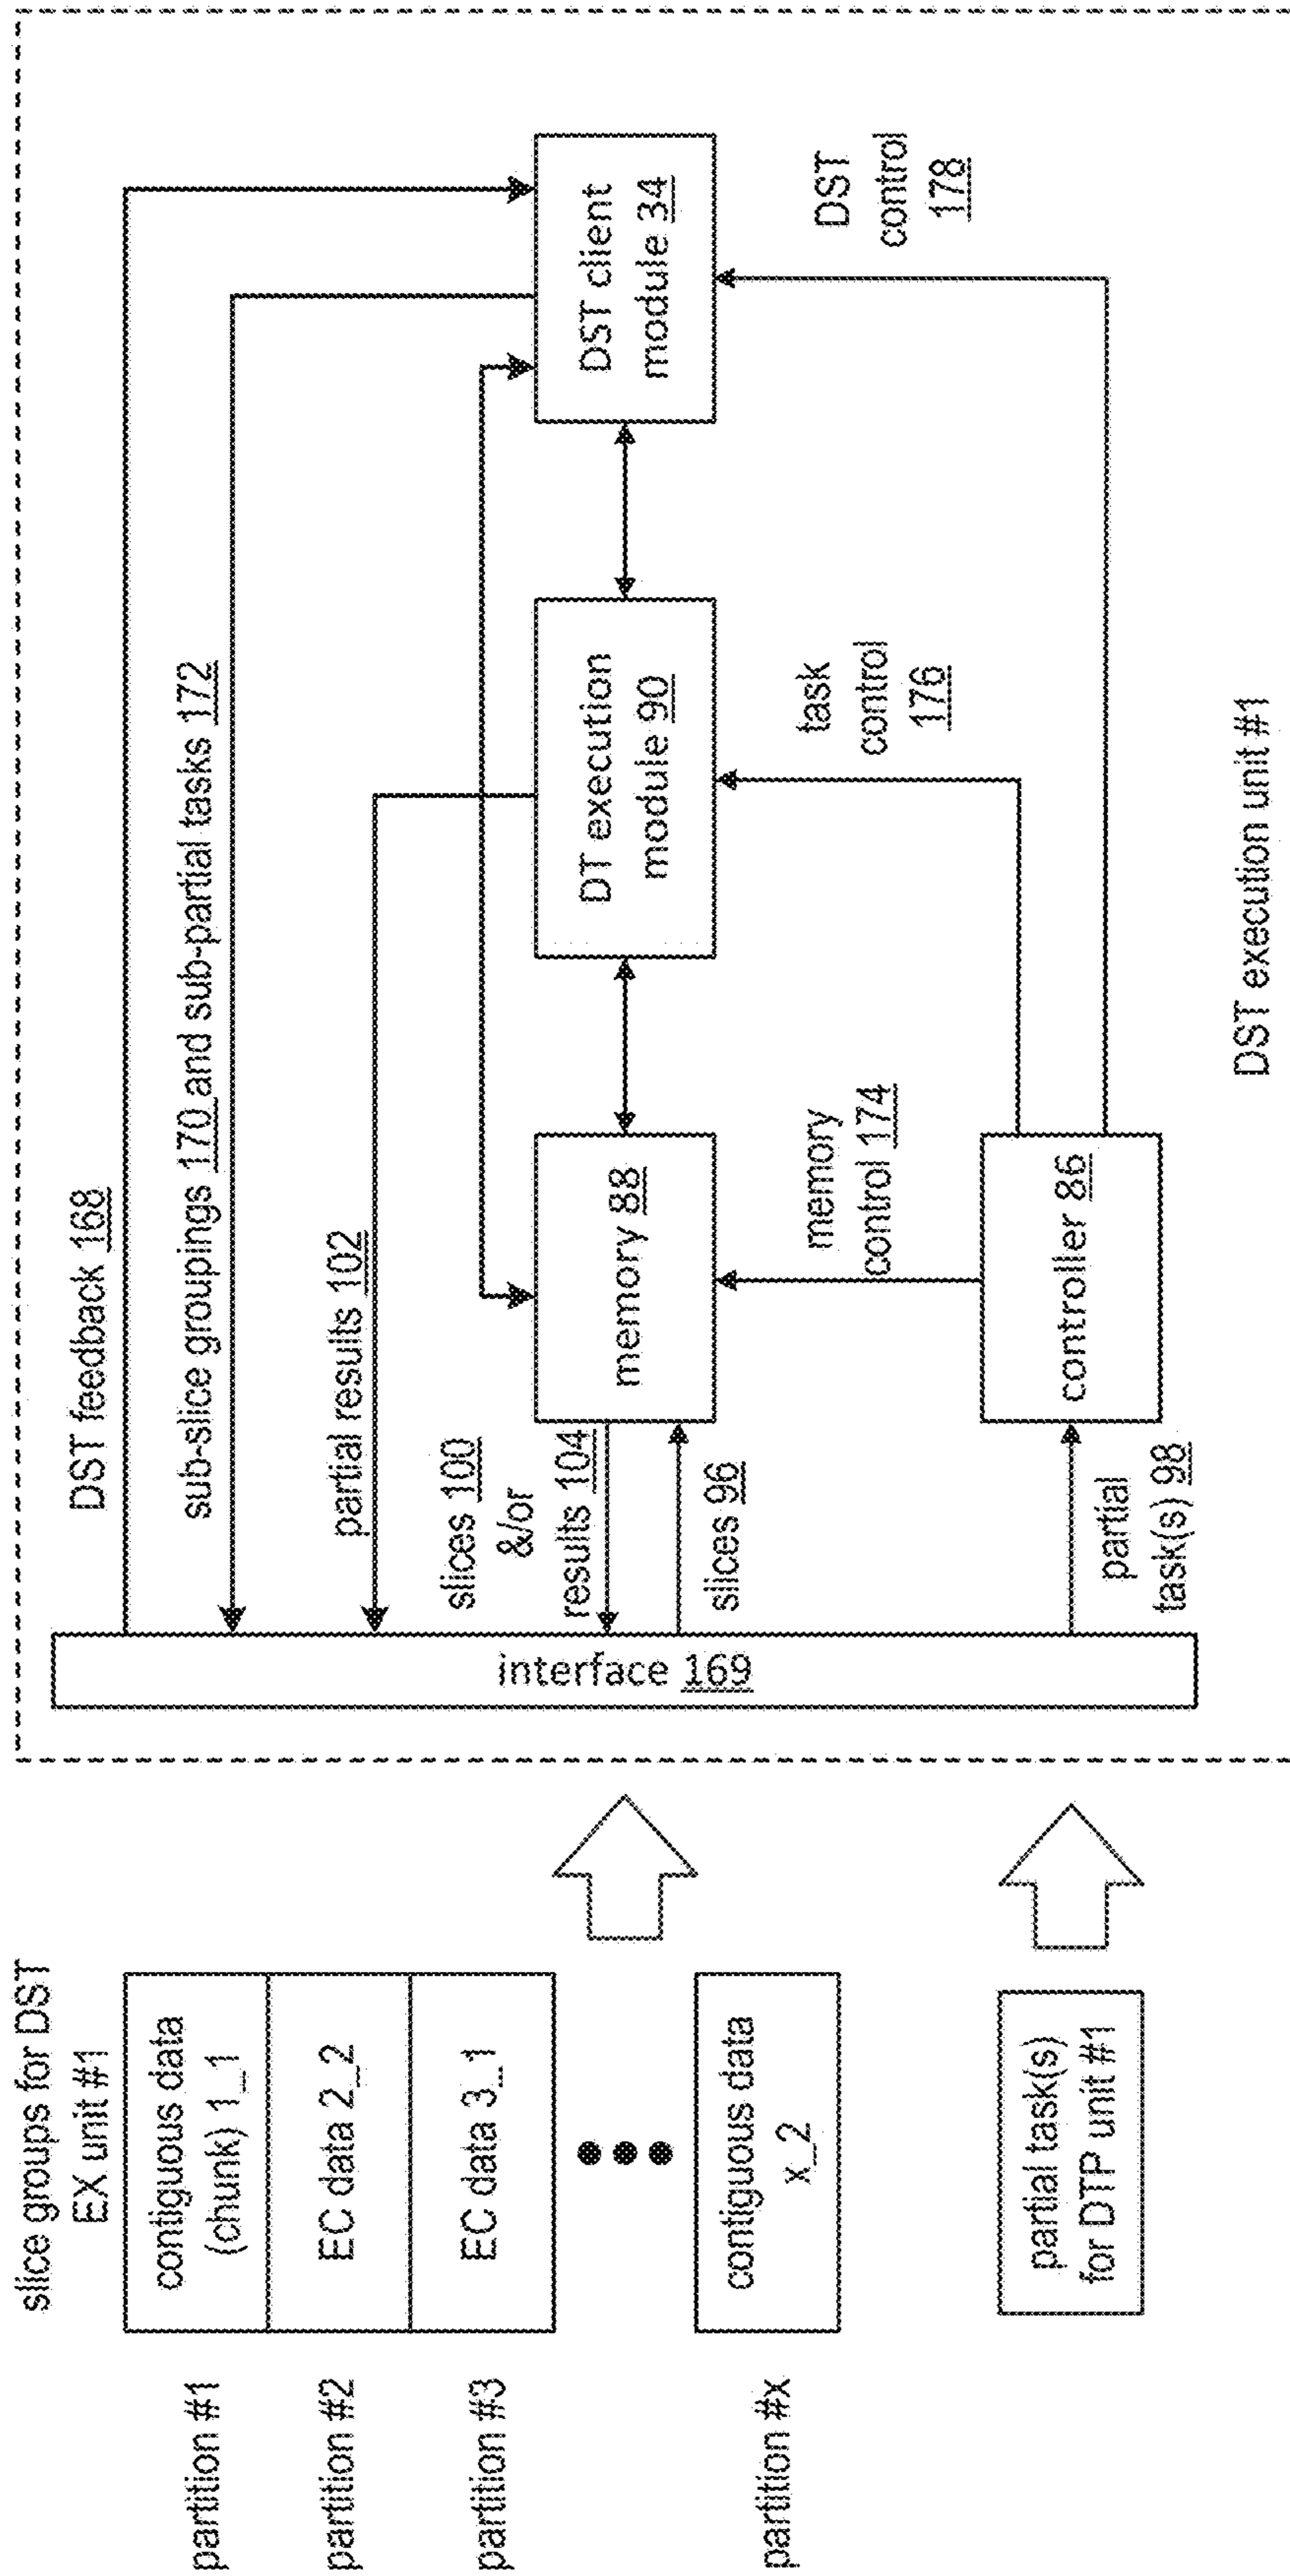 slice groups for DST
EX unit #1
partition #1
contiguous data
(chunk) 1_1
partition #2
EC data 2_2
partition #3
EC data 3_1
partition #x
contiguous data
x_2
partial task(s)
for DTP unit #1
interface 169
DST feedback 168
sub-slice groupings 170 and sub-partial tasks 172
partial results 102
slices 100
&/or
results 104
slices 96
partial
task(s) 98
memory 88
DT execution
module 90
DST client
module 34
memory
control 174
task
control
176
DST
control
178
controller 86
DST execution unit #1